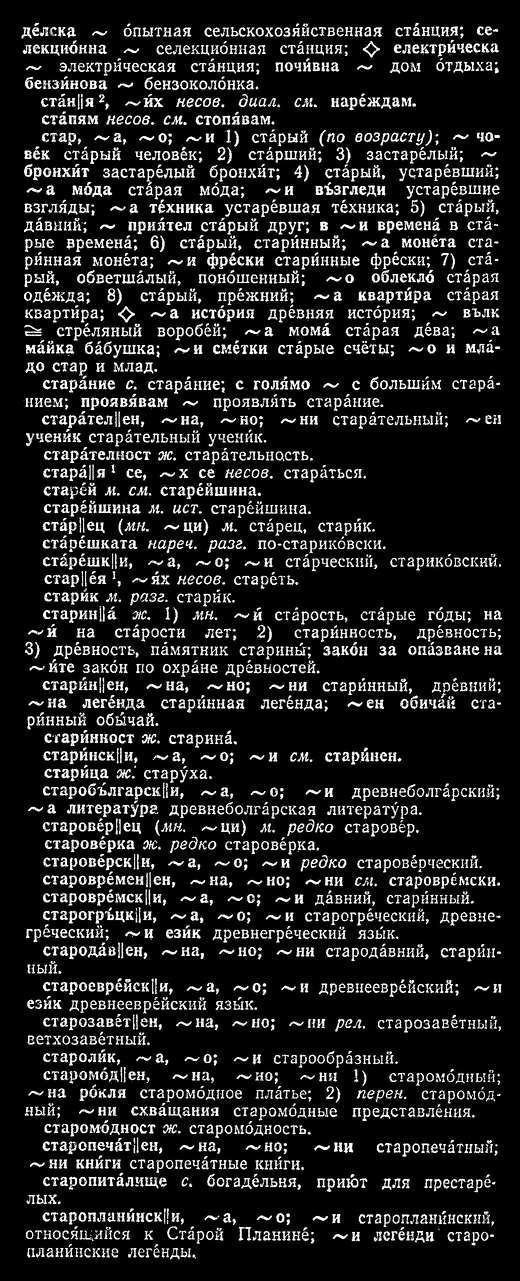 де́лска ~ о́пытная сельскохозя́йственная ста́нция; се-
лекцио́нна ~ селекцио́нная ста́нция; ◇ електри́ческа
~ электри́ческая ста́нция; почи́вна ~ дом о́тдыха;
бензи́нова ~ бензоколо́нка.
ста́н||я ², ~их несов. диал. см. наре́ждам.
ста́пям несов. см. стопя́вам.
стар, ~а, ~о; ~и 1) ста́рый (по возрасту); ~ чо-
ве́к ста́рый челове́к; 2) ста́рший; 3) застаре́лый; ~
бронхи́т застаре́лый бронхи́т; 4) ста́рый, устаре́вший;
~а мо́да ста́рая мо́да; ~и възгледи устаре́вшие
взгля́ды; ~а те́хника устаре́вшая те́хника; 5) ста́рый,
да́вний; ~ прия́тел ста́рый друг; в ~и времена́ в ста́-
рые времена́; 6) ста́рый, стари́нный; ~а моне́та ста-
ри́нная моне́та; ~и фре́ски стари́нные фре́ски; 7) ста́-
рый, обветша́лый, поно́шенный; ~о облекло́ ста́рая
оде́жда; 8) ста́рый, пре́жний; ~а кварти́ра ста́рая
кварти́ра; ◇ ~а исто́рия дре́вняя исто́рия; ~ вълк
≅ стре́ляный воробе́й; ~а мома́ ста́рая де́ва; ~а
ма́йка ба́бушка; ~и сме́тки ста́рые счёты; ~о и мла́-
до стар и млад.
стара́ние с. стара́ние; с голя́мо ~ с больши́м стара́-
нием; проявя́вам ~ проявля́ть стара́ние.
стара́тел||ен, ~на, ~но; ~ни стара́тельный; ~ен
учени́к стара́тельный учени́к.
стара́телност ж. стара́тельность.
стара́||я ¹ се, ~х се несов. стара́ться.
старе́й м. см. старе́йшина.
старе́йшина м. ист. старе́йшина.
ста́р||ец (мн. ~ци) м. ста́рец, стари́к.
ста́решката нареч. разг. по-старико́вски.
ста́решк||и, ~а, ~о; ~и ста́рческий, старико́вский.
стар||е́я ¹, ~ях несов. старе́ть.
стари́к м. разг. стари́к.
старин||а́ ж. 1) мн. ~и́ ста́рость, ста́рые го́ды; на
~и́ на ста́рости лет; 2) стари́нность, дре́вность;
3) дре́вность, па́мятник старины́; зако́н за опа́зване на
~и́те зако́н по охра́не дре́вностей.
стари́н||ен, ~на, ~но; ~ни стари́нный, дре́вний;
~на леге́нда стари́нная леге́нда; ~ен обича́й ста-
ри́нный обы́чай.
стари́нност ж. старина́.
стари́нск||и, ~а, ~о; ~и см. стари́нен.
стари́ца ж. стару́ха.
старобъ́лгарск||и, ~а, ~о; ~и древнеболга́рский;
~а литерату́ра древнеболга́рская литерату́ра.
старове́р||ец (мн. ~ци) м. редко старове́р.
старове́рка ж. редко старове́рка.
старове́рск||и, ~а, ~о; ~и редко старове́рческий.
старовре́мен||ен, ~на, ~но; ~ни см. старовре́мски.
старовре́мск||и, ~а, ~о; ~и да́вний, стари́нный.
старогръ́цк||и, ~а, ~о; ~и старогре́ческий, древне-
гре́ческий; ~и ези́к древнегре́ческий язы́к.
старода́в||ен, ~на, ~но; ~ни старода́вний, стари́н-
ный.
староевре́йск||и, ~а, ~о; ~и древнеевре́йский; ~и
ези́к древнеевре́йский язы́к.
старозаве́т||ен, ~на, ~но; ~ни рел. старозаве́тный,
ветхозаве́тный.
староли́к, ~а, ~о; ~и старообра́зный.
старомо́д||ен, ~на, ~но; ~ни 1) старомо́дный;
~на ро́кля старомо́дное пла́тье; 2) перен. старомо́д-
ный; ~ни схва́щания старомо́дные представле́ния.
старомо́дност ж. старомо́дность.
старопеча́т||ен, ~на, ~но; ~ни старопеча́тный;
~ни кни́ги старопеча́тные кни́ги.
старопита́лище с. богаде́льня, прию́т для престаре́-
лых.
старопла́нинск||и, ~а, ~о; ~и старопла́нинский,
относя́щийся к Ста́рой Планине́; ~и леге́нди старо-
пла́нинские леге́нды.